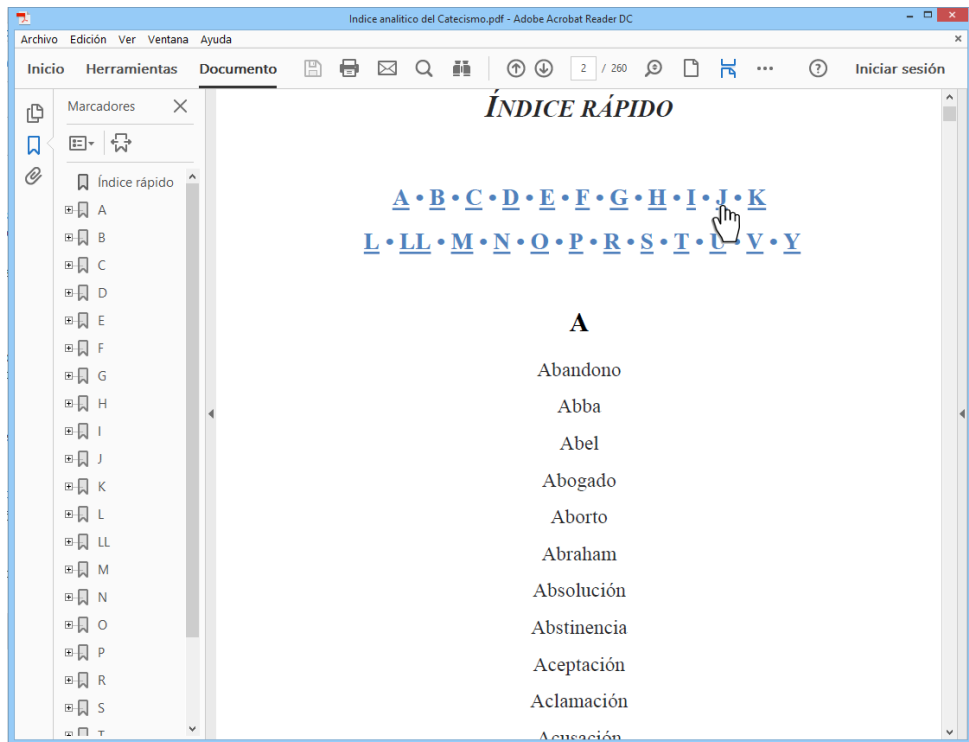 Indice analitico del Catecismo.pdf - Adobe Acrobat Reader DC
Archivo Edición Ver Ventana Ayuda
Inicio Herramientas Documento 2 / 260 Iniciar sesión
Marcadores
Índice rápido
A
B
C
D
E
F
G
H
I
J
K
L
LL
M
N
O
P
R
S
T
ÍNDICE RÁPIDO
A • B • C • D • E • F • G • H • I • J • K
L • LL • M • N • O • P • R • S • T • U • V • Y
A
Abandono
Abba
Abel
Abogado
Aborto
Abraham
Absolución
Abstinencia
Aceptación
Aclamación
Acusación